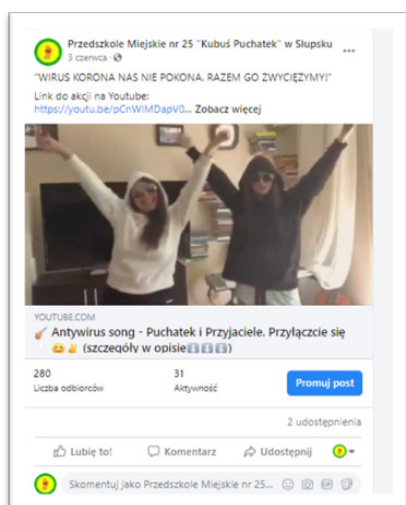 Przedszkole Miejskie nr 25 "Kubuś Puchatek" w Słupsku
3 czerwca ·
"WIRUS KORONA NAS NIE POKONA. RAZEM GO ZWYCIĘŻYMY!"
Link do akcji na Youtube:
https://youtu.be/pCnWIMDapV0... Zobacz więcej
YOUTUBE.COM
🎸 Antywirus song - Puchatek i Przyjaciele. Przyłączcie się
😀✌ (szczegóły w opisie⬇⬇⬇)
280 31
Liczba odbiorców Aktywność Promuj post
2 udostępnienia
Lubię to! Komentarz Udostępnij
Skomentuj jako Przedszkole Miejskie nr 25...